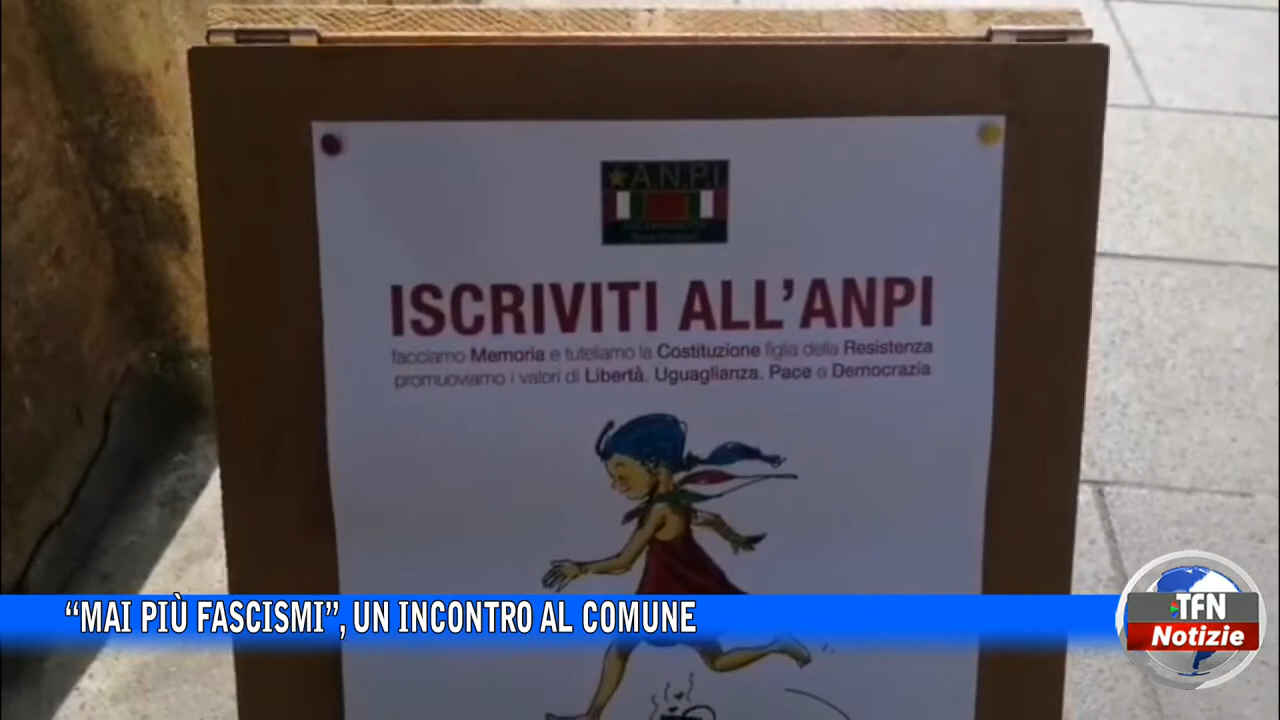 A.N.P.I.
ISCRIVITI ALL'ANPI
facciamo Memoria e tuteliamo la Costituzione figlia della Resistenza
promuoviamo i valori di Libertà, Uguaglianza, Pace e Democrazia
“MAI PIÙ FASCISMI”, UN INCONTRO AL COMUNE
TFN
Notizie